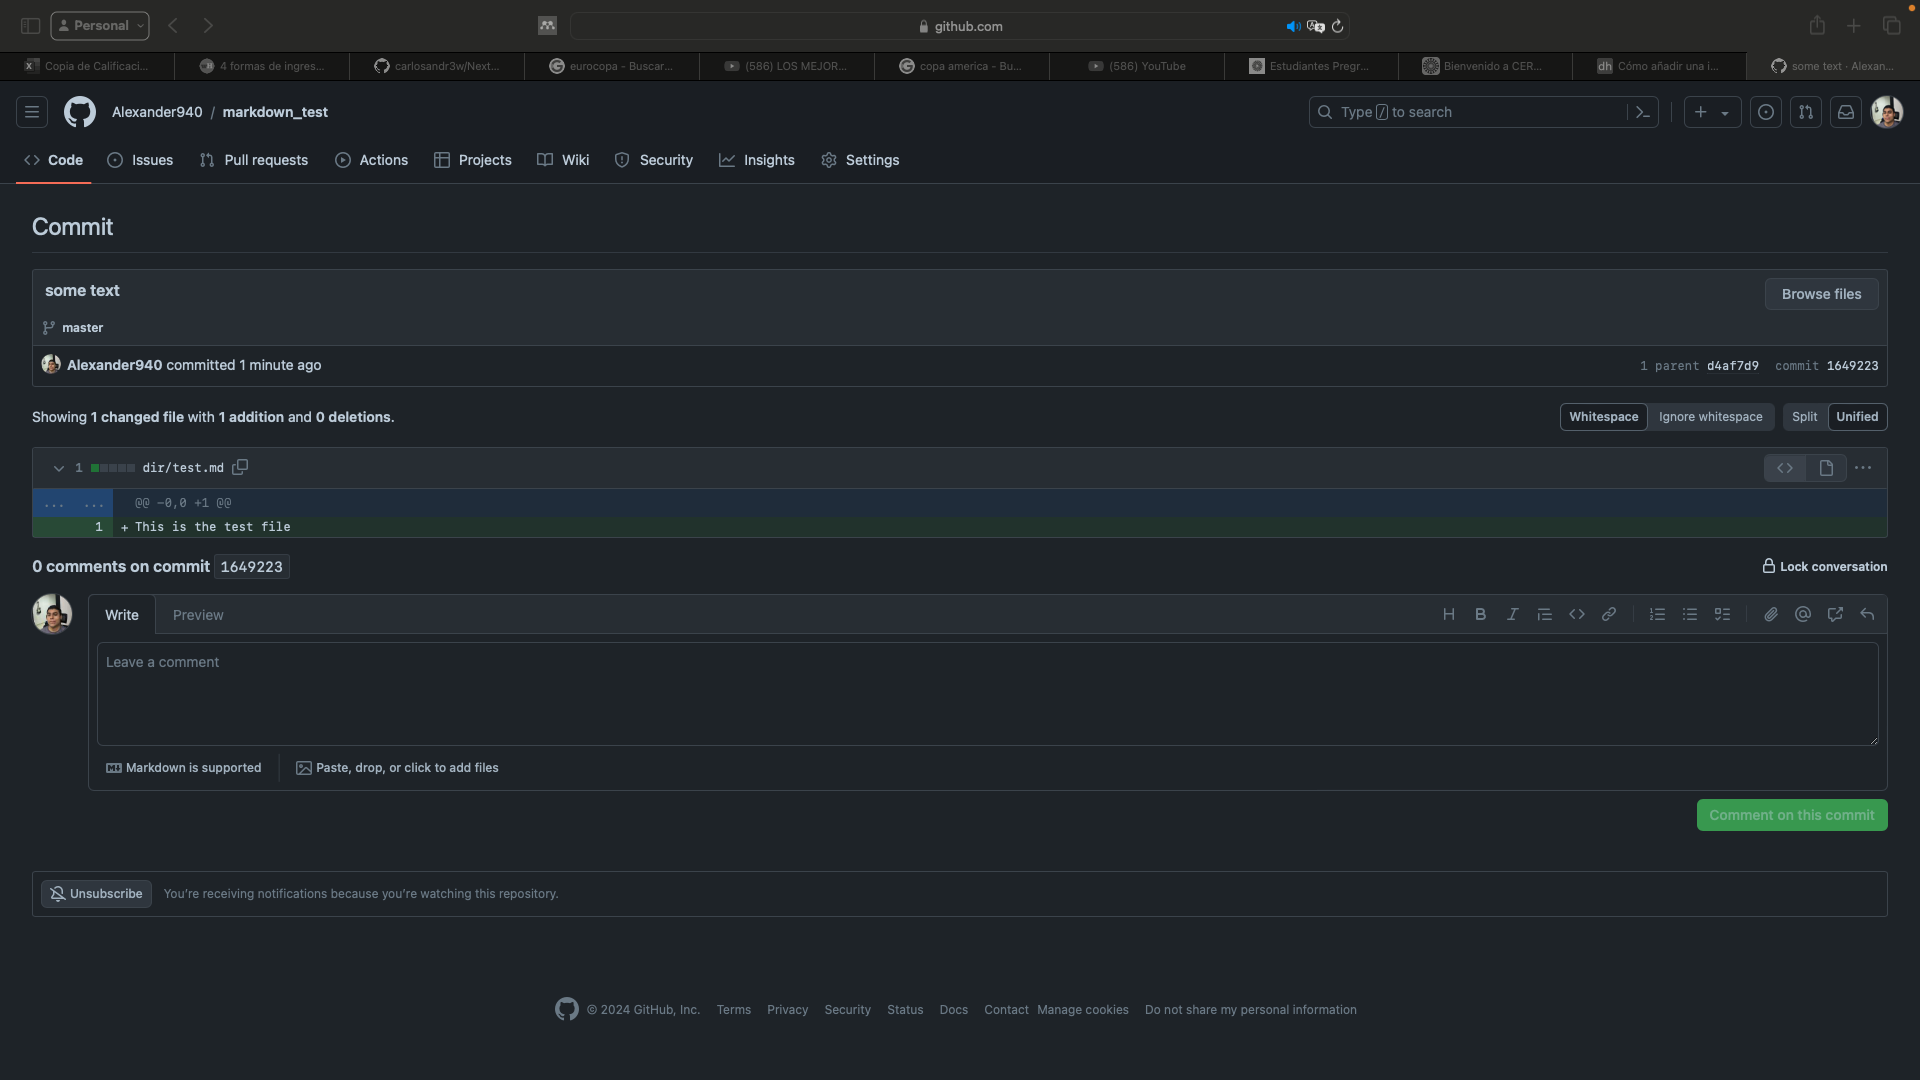 Personal
github.com
Copia de Calificaci...
4 formas de ingres...
carlosandr3w/Next...
eurocopa - Buscar...
(586) LOS MEJOR...
copa america - Bu...
(586) YouTube
Estudiantes Pregr...
Bienvenido a CER...
dh Cómo añadir una i...
some text · Alexan...
Alexander940 / markdown_test
Type / to search
Code
Issues
Pull requests
Actions
Projects
Wiki
Security
Insights
Settings
Commit
some text
Browse files
master
Alexander940 committed 1 minute ago
1 parent d4af7d9 commit 1649223
Showing 1 changed file with 1 addition and 0 deletions.
Whitespace Ignore whitespace Split Unified
1 dir/test.md
... ... @@ -0,0 +1 @@
1 + This is the test file
0 comments on commit 1649223
Lock conversation
Write Preview
Leave a comment
Markdown is supported
Paste, drop, or click to add files
Comment on this commit
Unsubscribe You're receiving notifications because you're watching this repository.
© 2024 GitHub, Inc. Terms Privacy Security Status Docs Contact Manage cookies Do not share my personal information